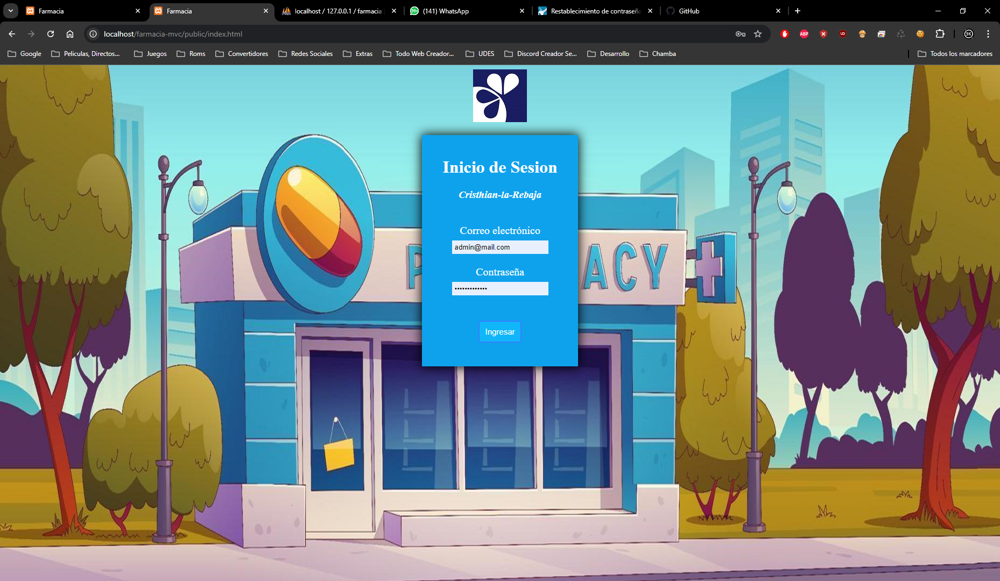 Farmacia
Farmacia
localhost / 127.0.0.1 / farmacia
(141) WhatsApp
Restablecimiento de contraseña
GitHub
localhost/farmacia-mvc/public/index.html
ABP
Google
Peliculas, Directos...
Juegos
Roms
Convertidores
Redes Sociales
Extras
Todo Web Creador...
UDES
Discord Creador Se...
Desarrollo
Chamba
Todos los marcadores
Inicio de Sesion
Cristhian-la-Rebaja
Correo electrónico
admin@mail.com
P ACY
Contraseña
•••••••••••••
Ingresar